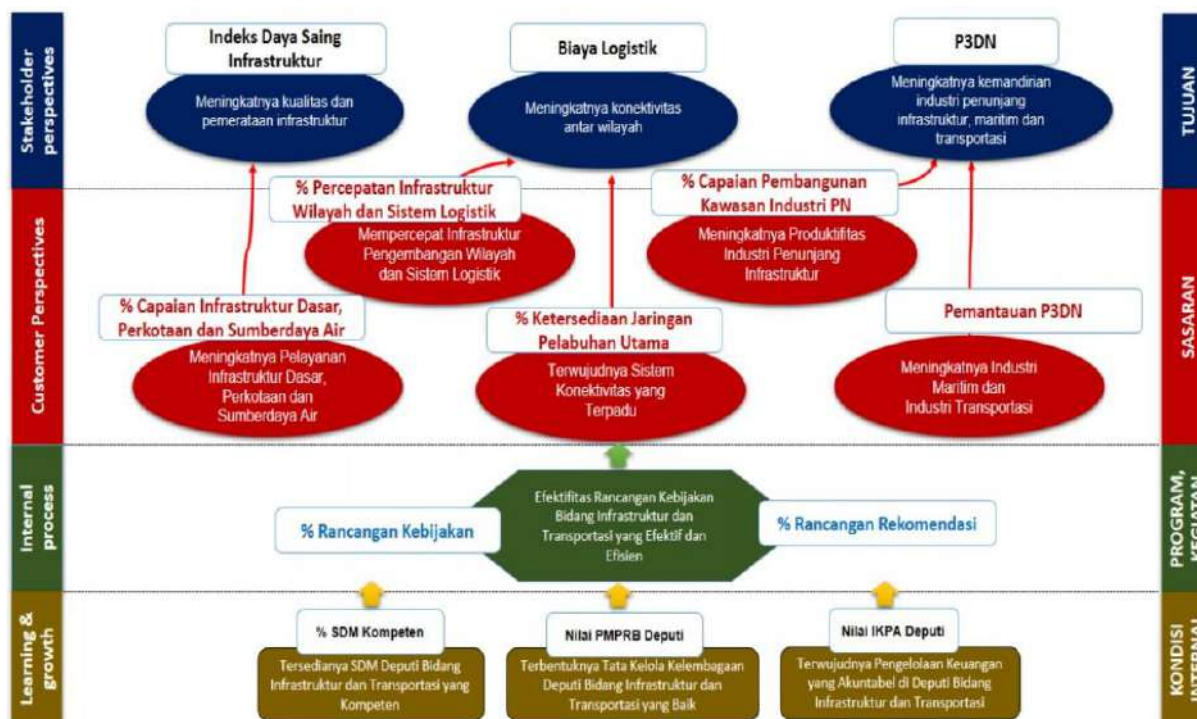 Stakeholder
perspectives
Indeks Daya Saing
Infrastruktur
Meningkatnya kualitas dan
pemerataan infrastruktur
Biaya Logistik
Meningkatnya konektivitas
antar wilayah
P3DN
Meningkatnya kemandirian
industri penunjang
infrastruktur, maritim dan
transportasi
TUJUAN
Customer Perspectives
% Percepatan Infrastruktur
Wilayah dan Sistem Logistik
Mempercepat Infrastruktur
Pengembangan Wilayah
dan Sistem Logistik
% Capaian Pembangunan
Kawasan Industri PN
Meningkatnya Produktifitas
Industri Penunjang
Infrastruktur
% Capaian Infrastruktur Dasar,
Perkotaan dan Sumberdaya Air
Meningkatnya Pelayanan
Infrastruktur Dasar,
Perkotaan dan
Sumberdaya Air
% Ketersediaan Jaringan
Pelabuhan Utama
Terwujudnya Sistem
Konektivitas yang
Terpadu
Pemantauan P3DN
Meningkatnya Industri
Maritim dan
Industri Transportasi
SASARAN
Internal
process
% Rancangan Kebijakan
Efektifitas Rancangan Kebijakan
Bidang Infrastruktur dan
Transportasi yang Efektif dan
Efisien
% Rancangan Rekomendasi
PROGRAM,
Learning &
growth
% SDM Kompeten
Tersedianya SDM Deputi Bidang
Infrastruktur dan Transportasi yang
Kompeten
Nilai PMPRB Deputi
Terbentuknya Tata Kelola Kelembagaan
Deputi Bidang Infrastruktur dan
Transportasi yang Baik
Nilai IKPA Deputi
Terwujudnya Pengelolaan Keuangan
yang Akuntabel di Deputi Bidang
Infrastruktur dan Transportasi
KONDISI